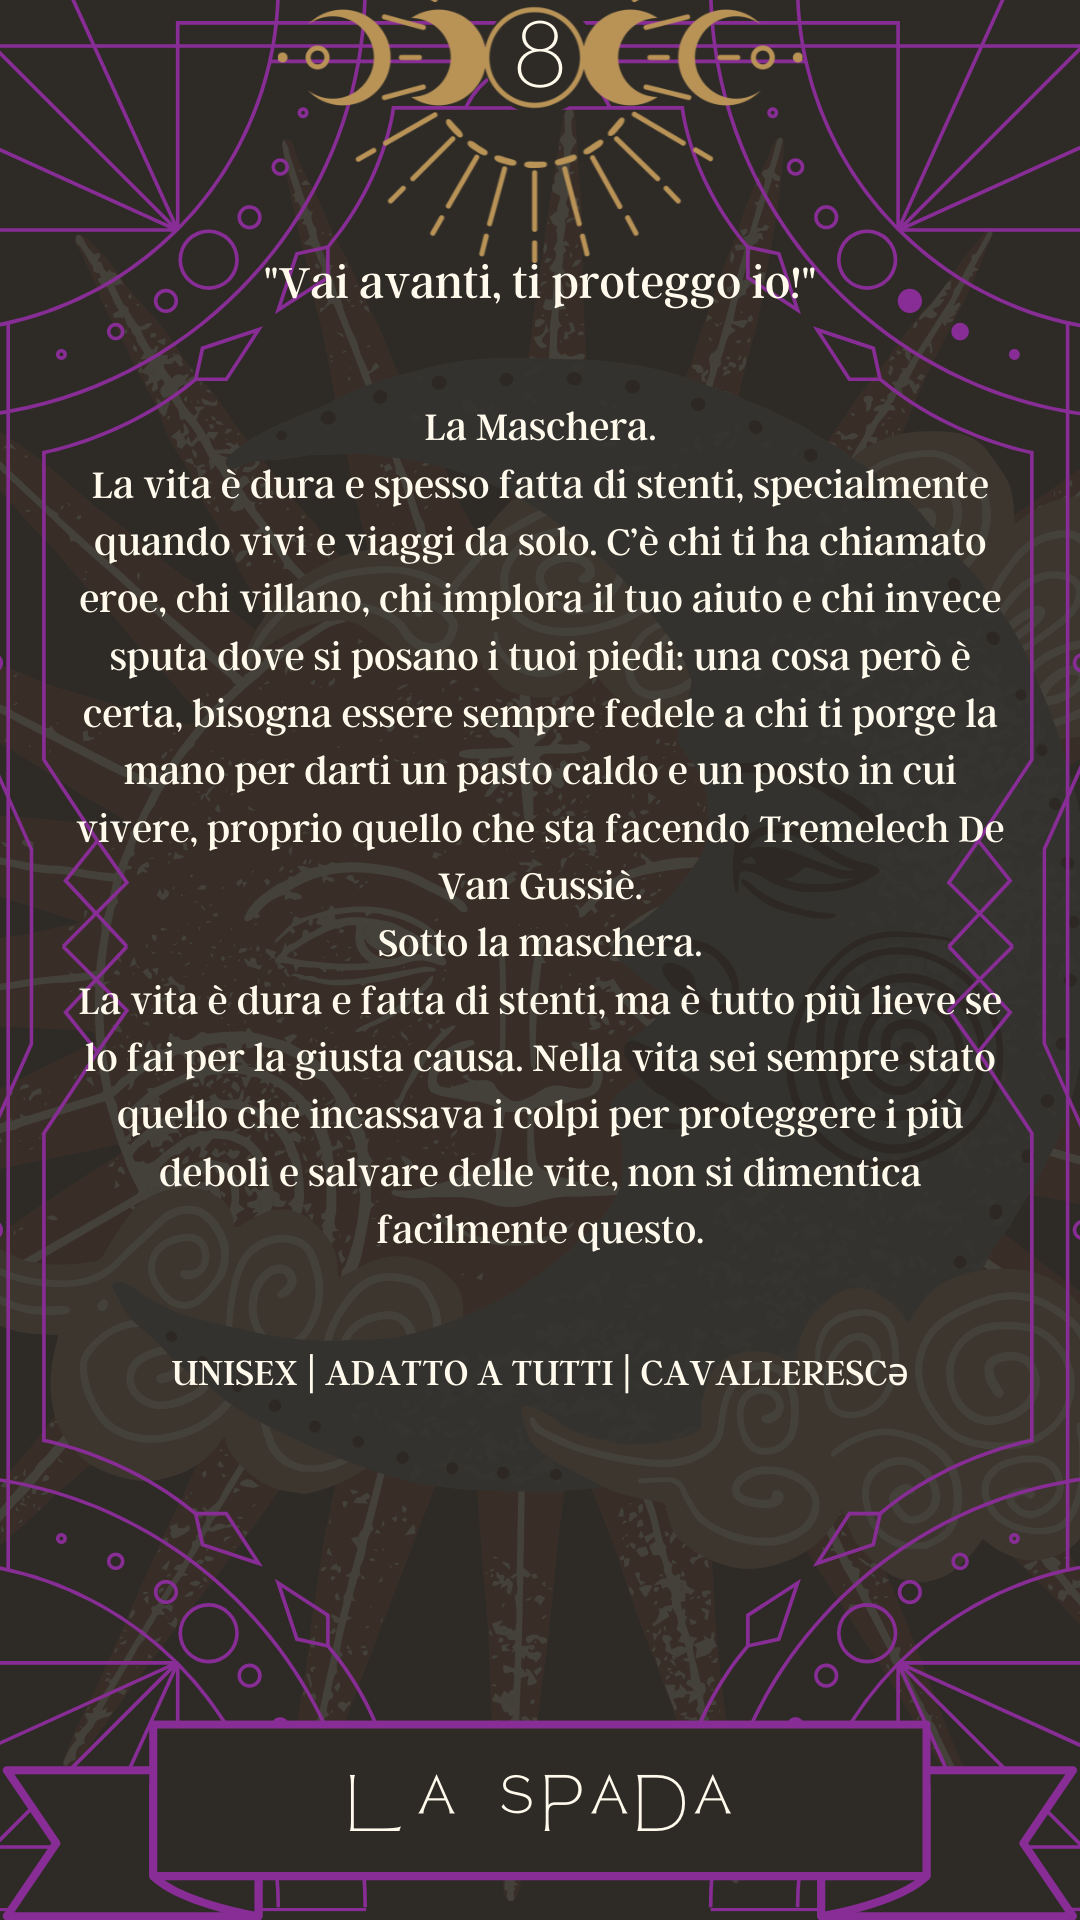 8
"Vai avanti, ti proteggo io!"
La Maschera.
La vita è dura e spesso fatta di stenti, specialmente
quando vivi e viaggi da solo. C’è chi ti ha chiamato
eroe, chi villano, chi implora il tuo aiuto e chi invece
sputa dove si posano i tuoi piedi: una cosa però è
certa, bisogna essere sempre fedele a chi ti porge la
mano per darti un pasto caldo e un posto in cui
vivere, proprio quello che sta facendo Tremelech De
Van Gussiè.
Sotto la maschera.
La vita è dura e fatta di stenti, ma è tutto più lieve se
lo fai per la giusta causa. Nella vita sei sempre stato
quello che incassava i colpi per proteggere i più
deboli e salvare delle vite, non si dimentica
facilmente questo.
UNISEX | ADATTO A TUTTI | CAVALLERESCə
LA SPADA